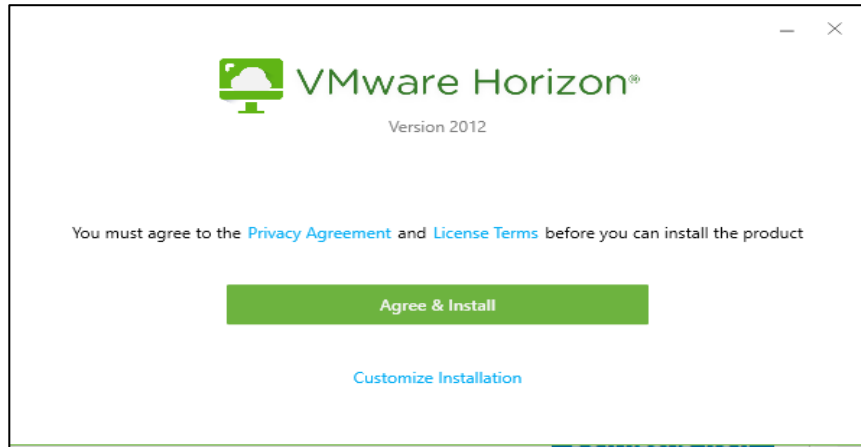 VMware Horizon®
Version 2012
You must agree to the Privacy Agreement and License Terms before you can install the product
Agree & Install
Customize Installation